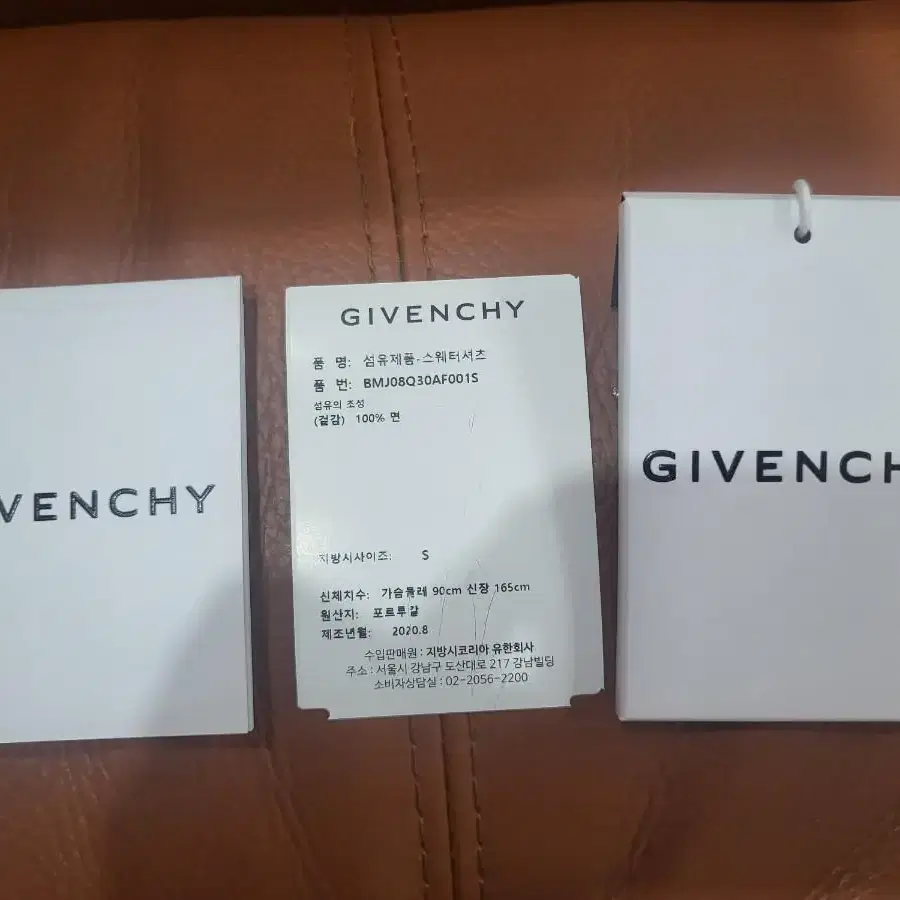 VENCHY
GIVENCHY
품 명: 섬유제품-스웨터셔츠
품 번: BMJ08Q30AF001S
섬유의 조성
(겉감) 100% 면
지방시사이즈: S
신체치수: 가슴둘레 90cm 신장 165cm
원산지: 포르투갈
제조년월: 2020.8
수입판매원 : 지방시코리아 유한회사
주소 : 서울시 강남구 도산대로 217 강남빌딩
소비자상담실 : 02-2056-2200
GIVENCH